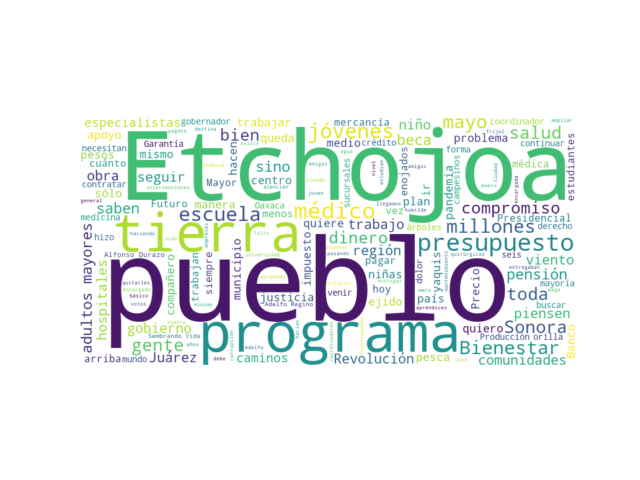 especialistas
gobernador
trabajar
mercancía
niño
mayo
coordinador
ampliar
apoyo
Garantía
bien
queda
jóvenes
medio
crédito
beca
problema
salud
necesitan
pesos
mismo
hacen
Etchojoa
enojados
forma
continuar
cuánto
seguir
sino
sucursales
ir
médica
campesinos
estudiantes
obra
contratar
Mayor
centro
plan
pandemia
saben
Futuro
manera
Oaxaca
médico
vez
compromiso
Presidencial
medicina
escuela
menos
árboles
derecho
hizo
tierra
quiere
trabajo
millones
seis
viento
Alfonso Durazo
siempre
municipio
impuesto
dinero
región
presupuesto
mayoría
adultos mayores
hospitales
trabajan
niñas
dolor
yaquis
Precio
pensión
toda
buscar
compañero
justicia
Adolfo Regino
venir
hoy
país
piensen
pueblo
ejido
quiero
Sonora
gobierno
programa
Producción
orilla
Sembrando Vida
gente
Juárez
caminos
Revolución
pesca
Bienestar
Banco
arriba
mundo
comunidades